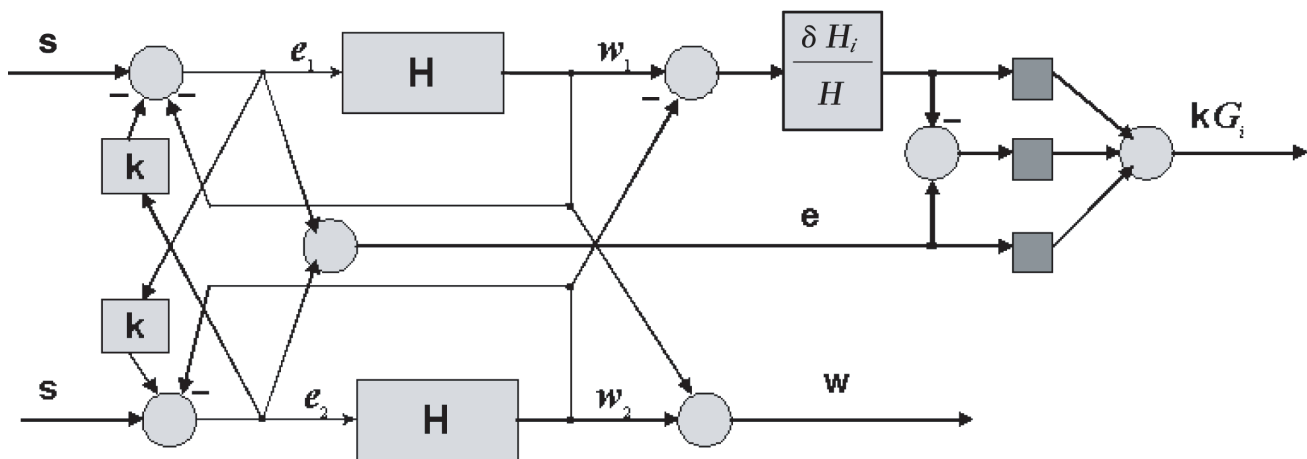 s
e₁
H
w₁
δ Hᵢ
H
– –
–
–
k
kGᵢ
e
k
s
–
e₂
H
w₂
w